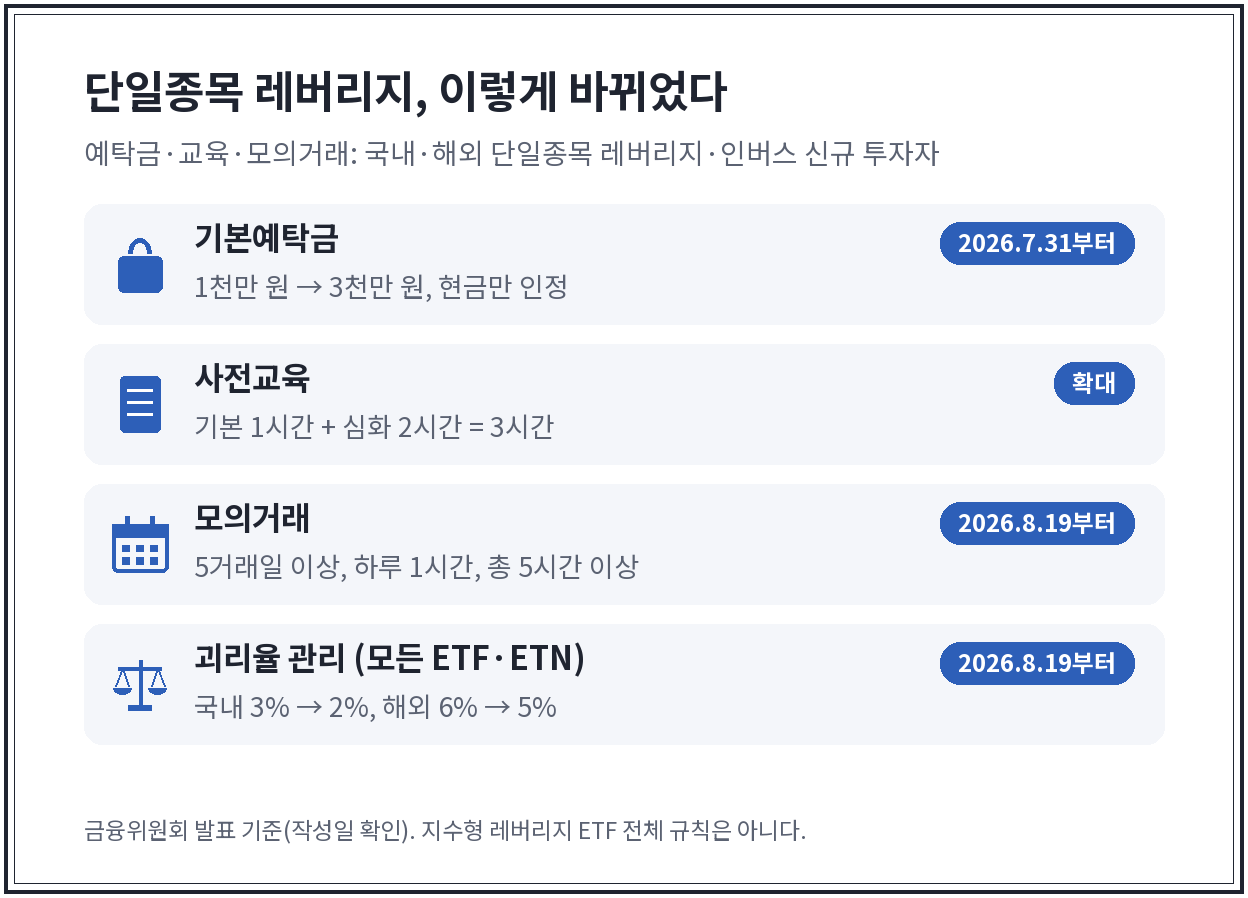 단일종목 레버리지, 이렇게 바뀌었다
예탁금·교육·모의거래: 국내·해외 단일종목 레버리지·인버스 신규 투자자
기본예탁금
2026.7.31부터
1천만 원 → 3천만 원, 현금만 인정
사전교육
확대
기본 1시간 + 심화 2시간 = 3시간
모의거래
2026.8.19부터
5거래일 이상, 하루 1시간, 총 5시간 이상
괴리율 관리 (모든 ETF·ETN)
2026.8.19부터
국내 3% → 2%, 해외 6% → 5%
금융위원회 발표 기준(작성일 확인). 지수형 레버리지 ETF 전체 규칙은 아니다.